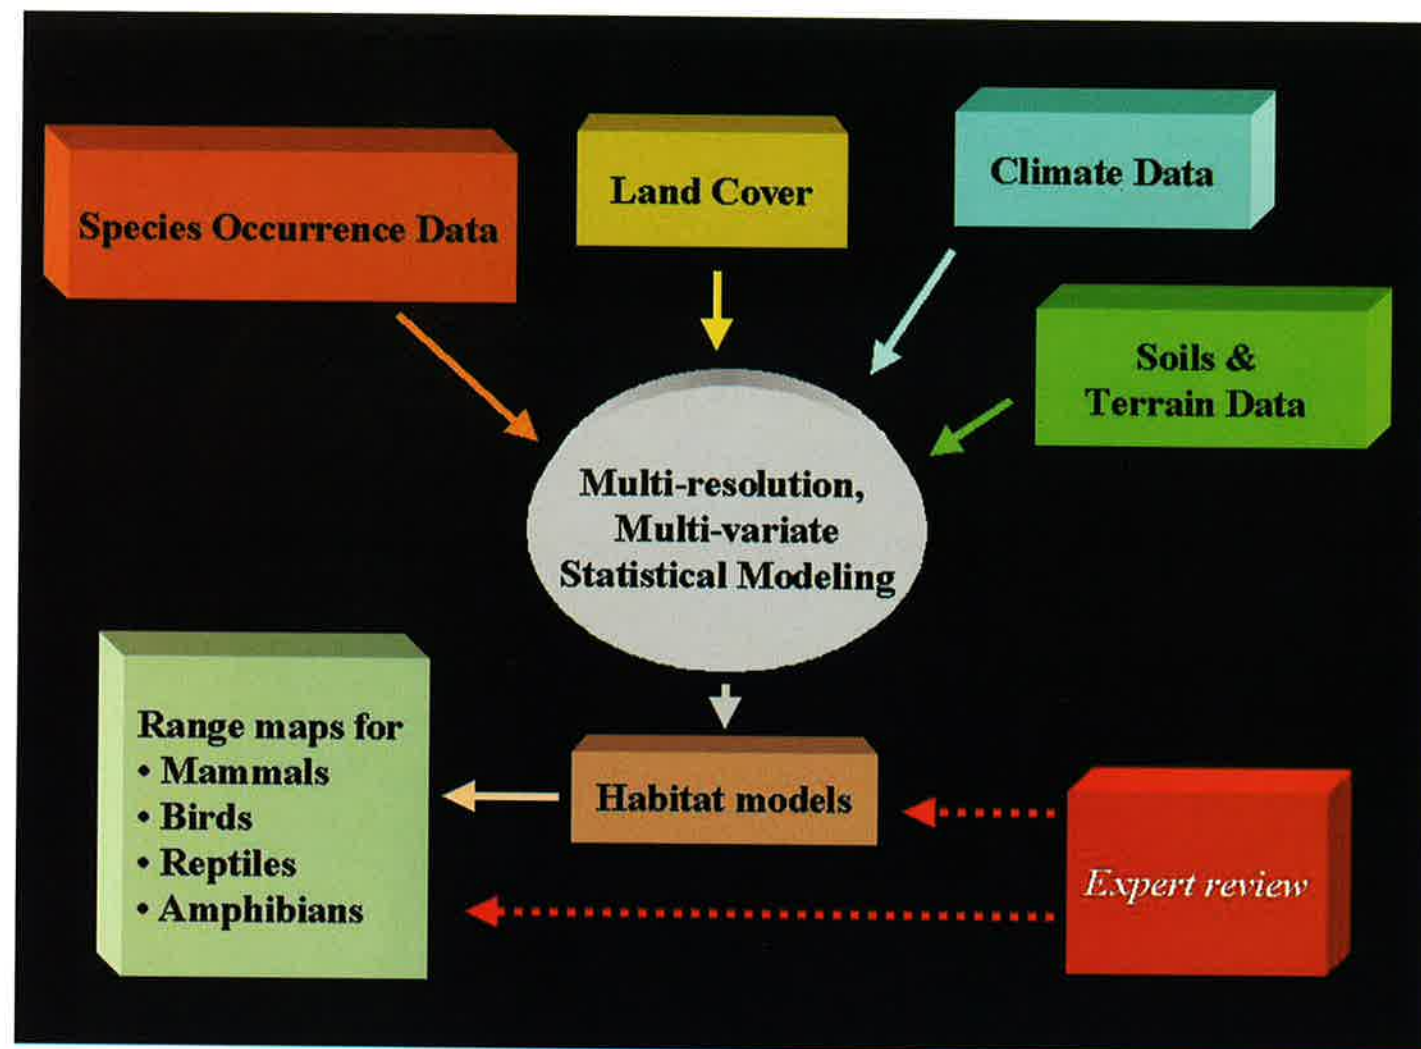 Species Occurrence Data
Land Cover
Climate Data
Soils &
Terrain Data
Multi-resolution,
Multi-variate
Statistical Modeling
Habitat models
Range maps for
• Mammals
• Birds
• Reptiles
• Amphibians
Expert review